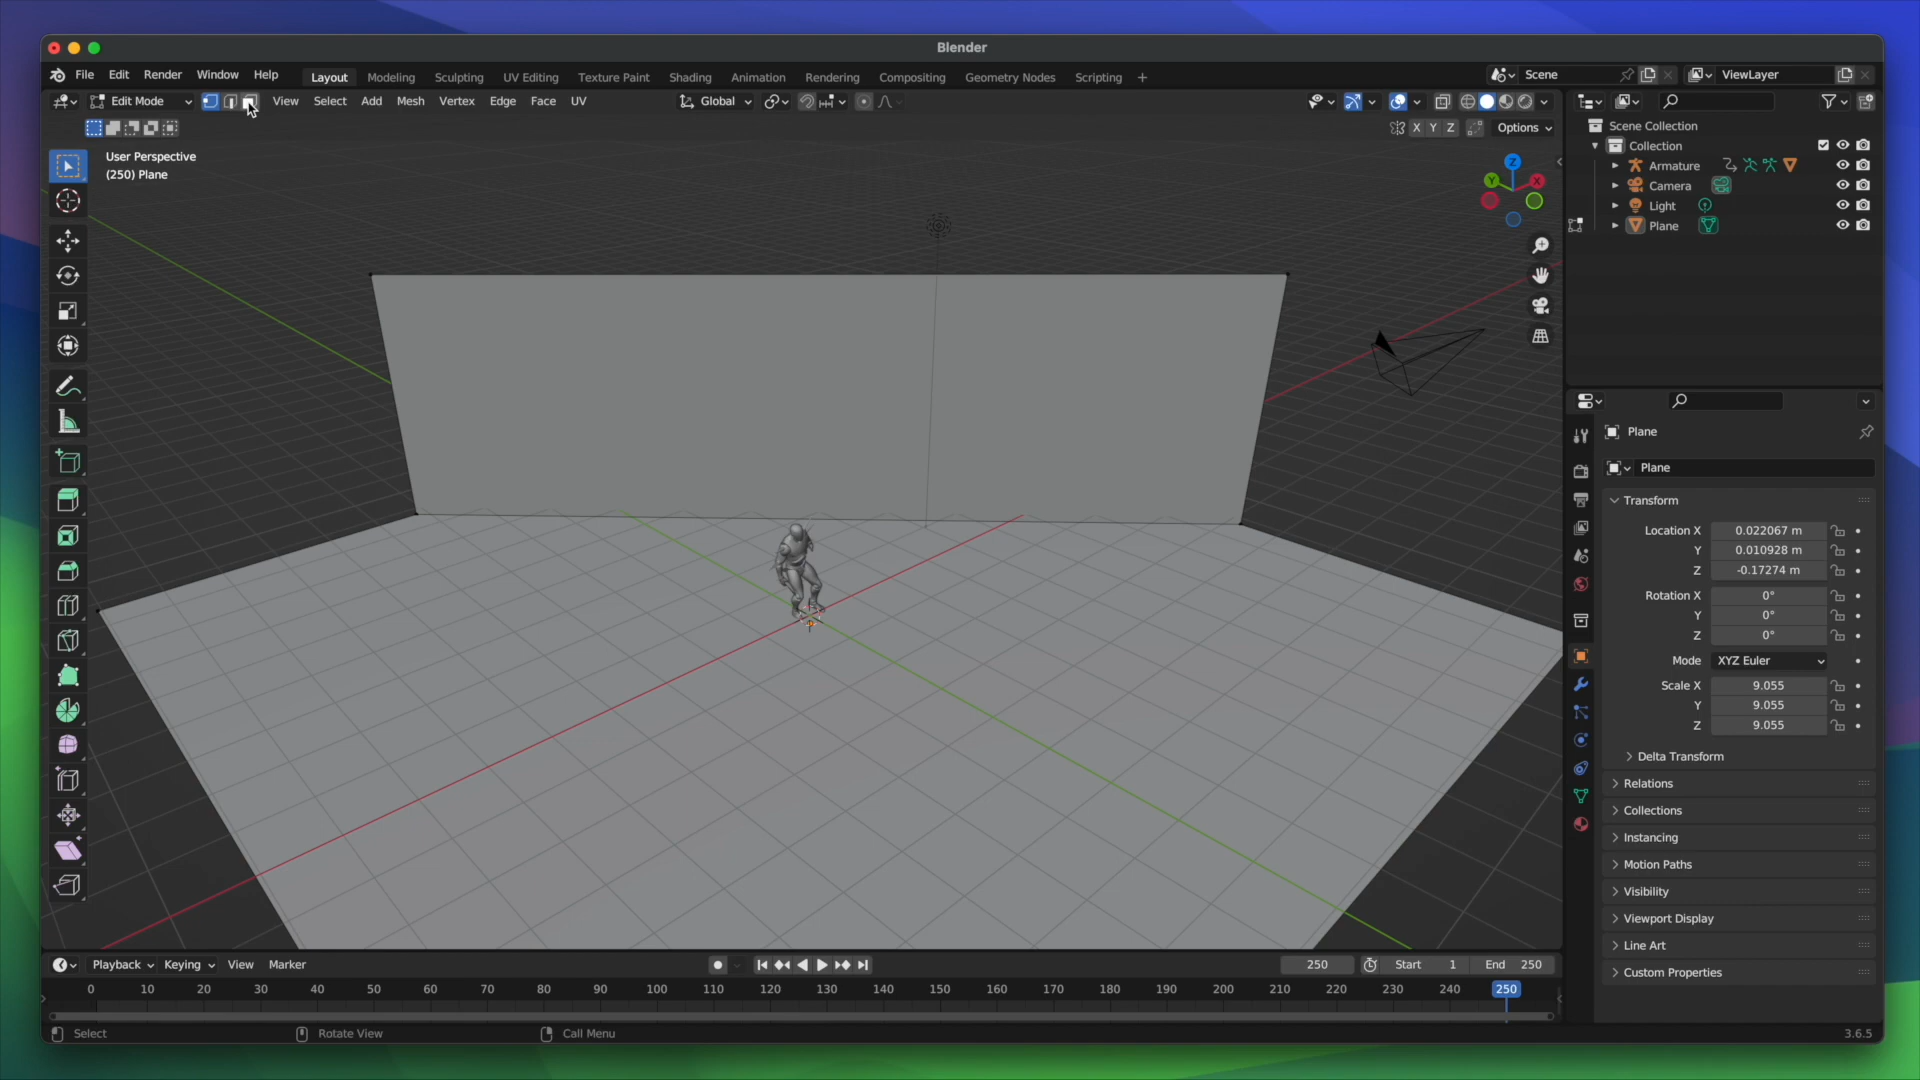 Blender
File Edit Render Window Help Layout Modeling Sculpting UV Editing Texture Paint Shading Animation Rendering Compositing Geometry Nodes Scripting + Scene ViewLayer
Edit Mode View Select Add Mesh Vertex Edge Face UV Global
X Y Z Options
User Perspective
(250) Plane
Z
Y X
Scene Collection
Collection
Armature
Camera
Light
Plane
Plane
Plane
Transform
Location X 0.022067 m
Y 0.010928 m
Z -0.17274 m
Rotation X 0°
Y 0°
Z 0°
Mode XYZ Euler
Scale X 9.055
Y 9.055
Z 9.055
Delta Transform
Relations
Collections
Instancing
Motion Paths
Visibility
Viewport Display
Line Art
Custom Properties
Playback Keying View Marker 250 Start 1 End 250
0 10 20 30 40 50 60 70 80 90 100 110 120 130 140 150 160 170 180 190 200 210 220 230 240 250
Select Rotate View Call Menu 3.6.5